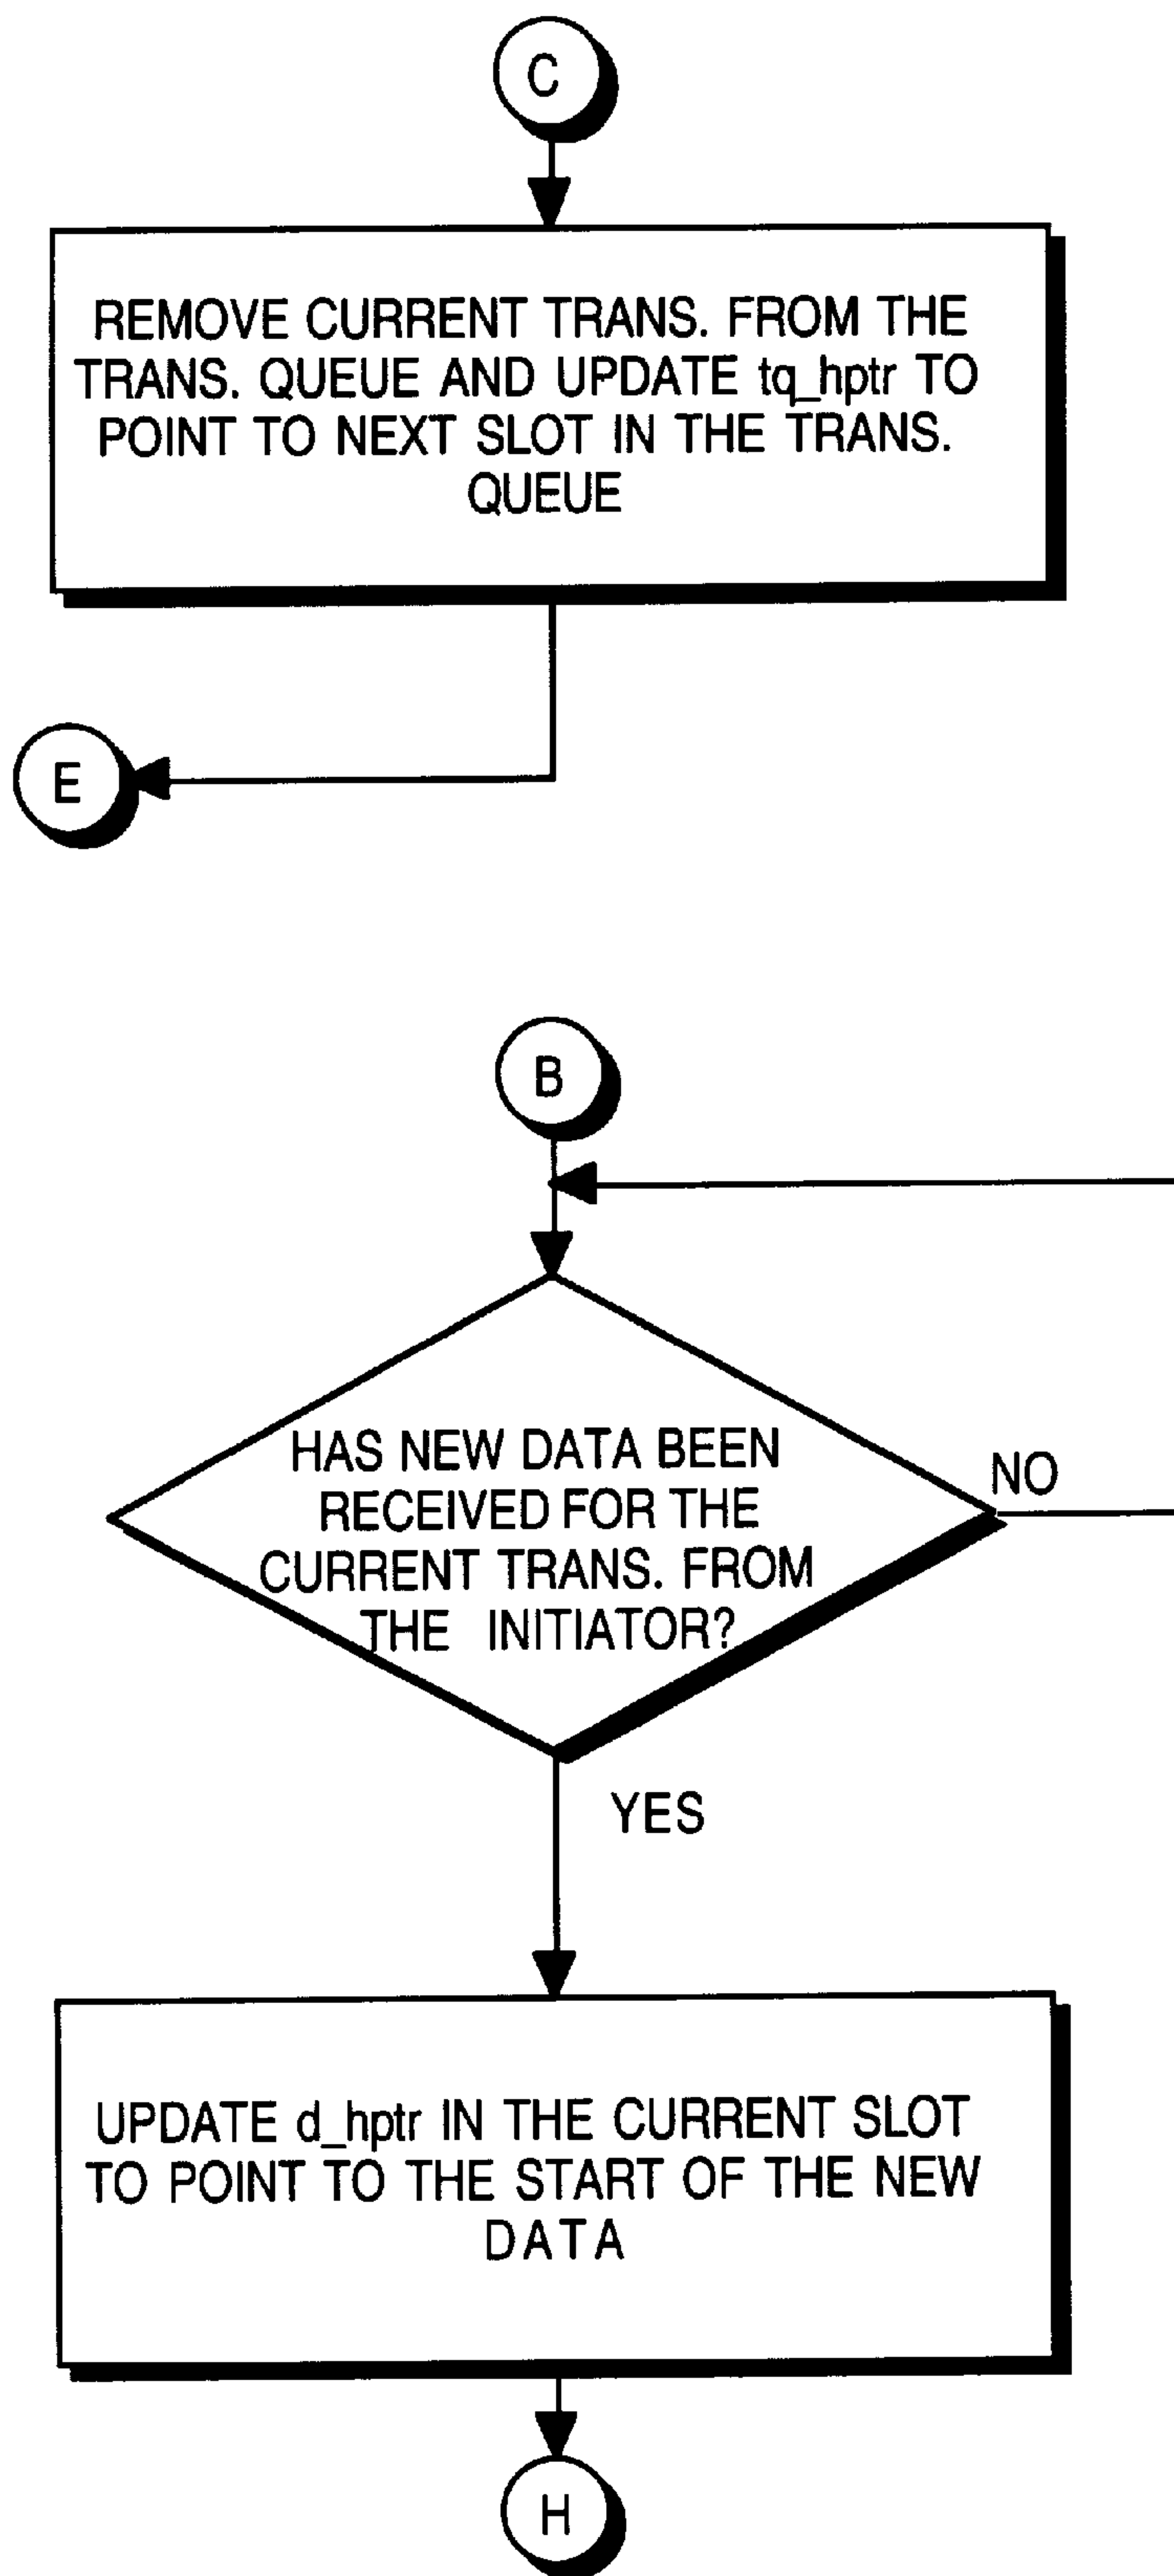 C
REMOVE CURRENT TRANS. FROM THE
TRANS. QUEUE AND UPDATE tq_hptr TO
POINT TO NEXT SLOT IN THE TRANS.
QUEUE
E
B
HAS NEW DATA BEEN
RECEIVED FOR THE
CURRENT TRANS. FROM
THE INITIATOR?
NO
YES
UPDATE d_hptr IN THE CURRENT SLOT
TO POINT TO THE START OF THE NEW
DATA
H